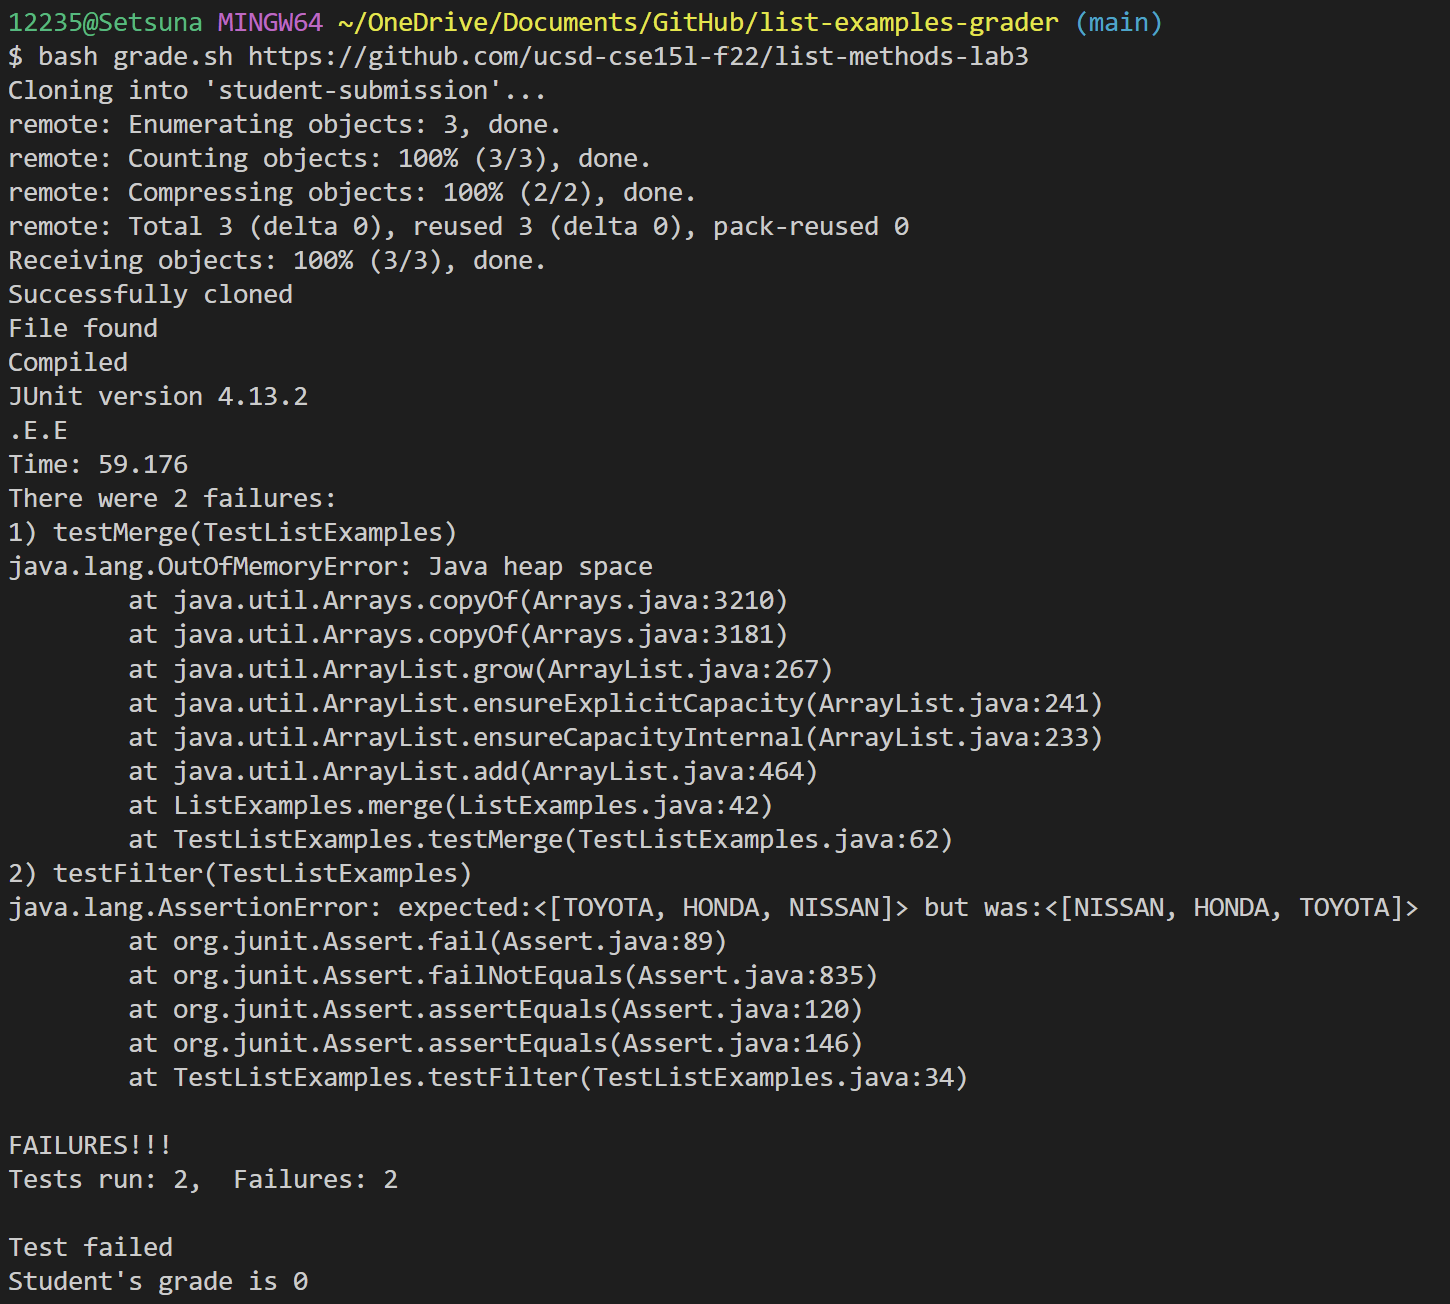 12235@Setsuna MINGW64 ~/OneDrive/Documents/GitHub/list-examples-grader (main)
$ bash grade.sh https://github.com/ucsd-cse15l-f22/list-methods-lab3
Cloning into 'student-submission'...
remote: Enumerating objects: 3, done.
remote: Counting objects: 100% (3/3), done.
remote: Compressing objects: 100% (2/2), done.
remote: Total 3 (delta 0), reused 3 (delta 0), pack-reused 0
Receiving objects: 100% (3/3), done.
Successfully cloned
File found
Compiled
JUnit version 4.13.2
.E.E
Time: 59.176
There were 2 failures:
1) testMerge(TestListExamples)
java.lang.OutOfMemoryError: Java heap space
        at java.util.Arrays.copyOf(Arrays.java:3210)
        at java.util.Arrays.copyOf(Arrays.java:3181)
        at java.util.ArrayList.grow(ArrayList.java:267)
        at java.util.ArrayList.ensureExplicitCapacity(ArrayList.java:241)
        at java.util.ArrayList.ensureCapacityInternal(ArrayList.java:233)
        at java.util.ArrayList.add(ArrayList.java:464)
        at ListExamples.merge(ListExamples.java:42)
        at TestListExamples.testMerge(TestListExamples.java:62)
2) testFilter(TestListExamples)
java.lang.AssertionError: expected:<[TOYOTA, HONDA, NISSAN]> but was:<[NISSAN, HONDA, TOYOTA]>
        at org.junit.Assert.fail(Assert.java:89)
        at org.junit.Assert.failNotEquals(Assert.java:835)
        at org.junit.Assert.assertEquals(Assert.java:120)
        at org.junit.Assert.assertEquals(Assert.java:146)
        at TestListExamples.testFilter(TestListExamples.java:34)

FAILURES!!!
Tests run: 2,  Failures: 2

Test failed
Student's grade is 0